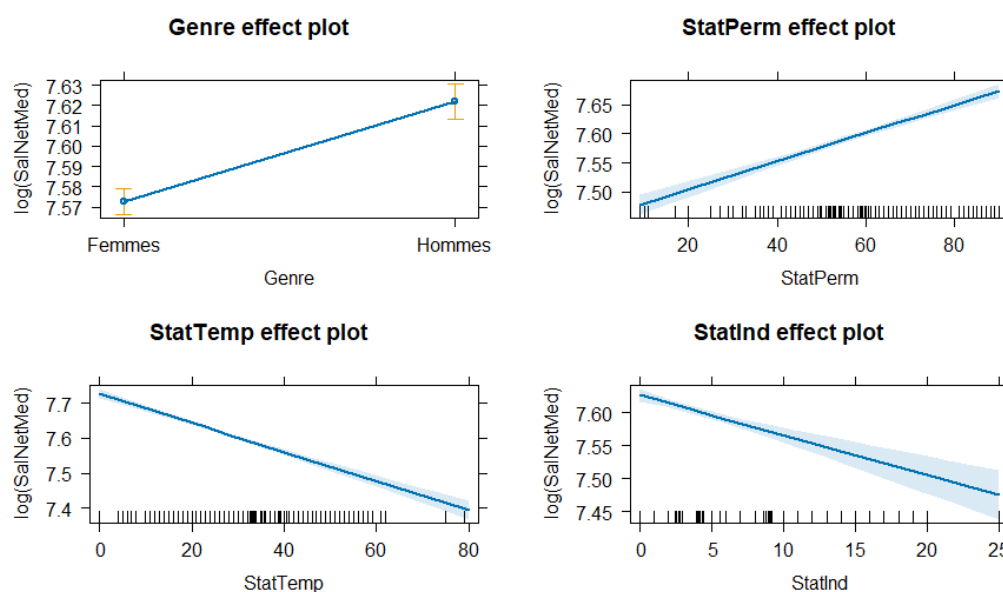 Genre effect plot
log(SalNetMed)
7.63
7.62
7.61
7.60
7.59
7.58
7.57
Femmes Hommes
Genre
StatPerm effect plot
log(SalNetMed)
7.65
7.60
7.55
7.50
20 40 60 80
StatPerm
StatTemp effect plot
log(SalNetMed)
7.7
7.6
7.5
7.4
0 20 40 60 80
StatTemp
StatInd effect plot
log(SalNetMed)
7.60
7.55
7.50
7.45
0 5 10 15 20 25
StatInd